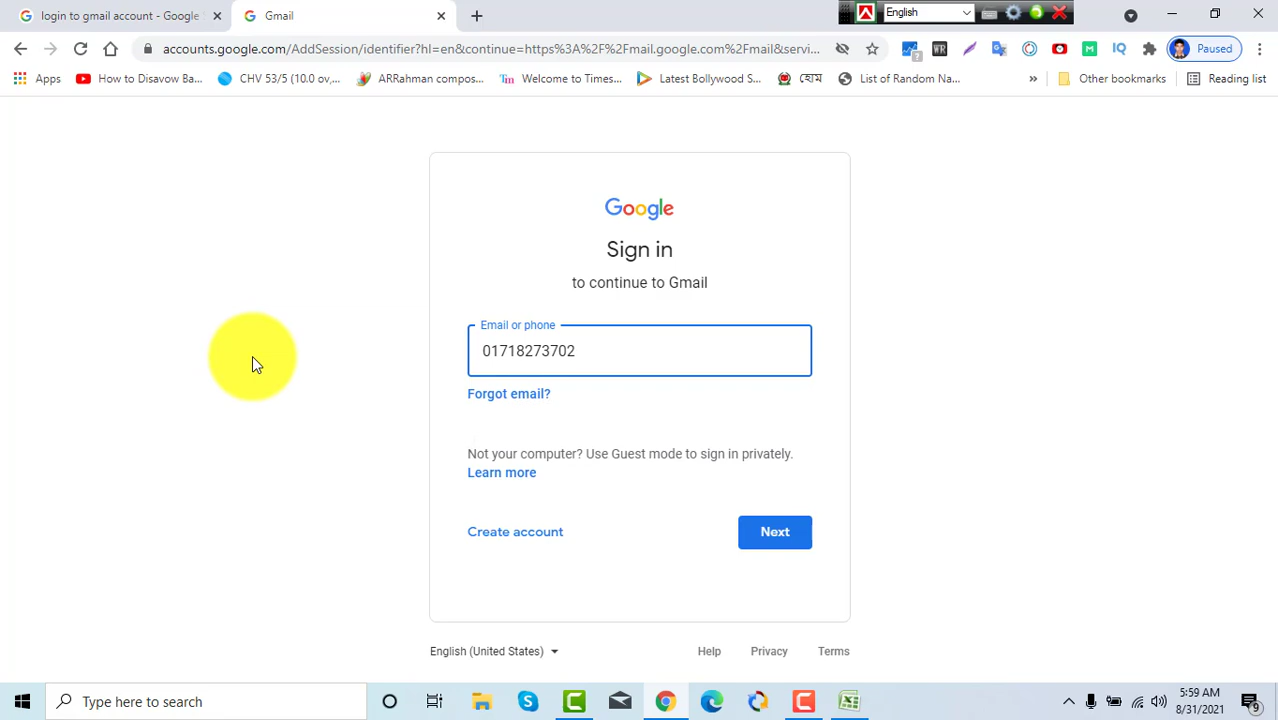 login to gmail account
English
accounts.google.com/AddSession/identifier?hl=en&continue=https%3A%2F%2Fmail.google.com%2Fmail&servi...
Paused
Apps
How to Disavow Ba...
CHV 53/5 (10.0 ov,...
ARRahman compos...
Welcome to Times...
Latest Bollywood S...
হোম
List of Random Na...
»
Other bookmarks
Reading list
Google
Sign in
to continue to Gmail
Email or phone
01718273702
Forgot email?
Not your computer? Use Guest mode to sign in privately.
Learn more
Create account
Next
English (United States)
Help
Privacy
Terms
Type here to search
5:59 AM
8/31/2021
9